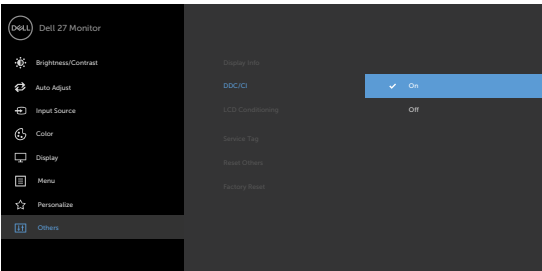 DELL
Dell 27 Monitor
Brightness/Contrast
Auto Adjust
Input Source
Color
Display
Menu
Personalize
Others
Display Info
DDC/CI
LCD Conditioning
Service Tag
Reset Others
Factory Reset
On
Off